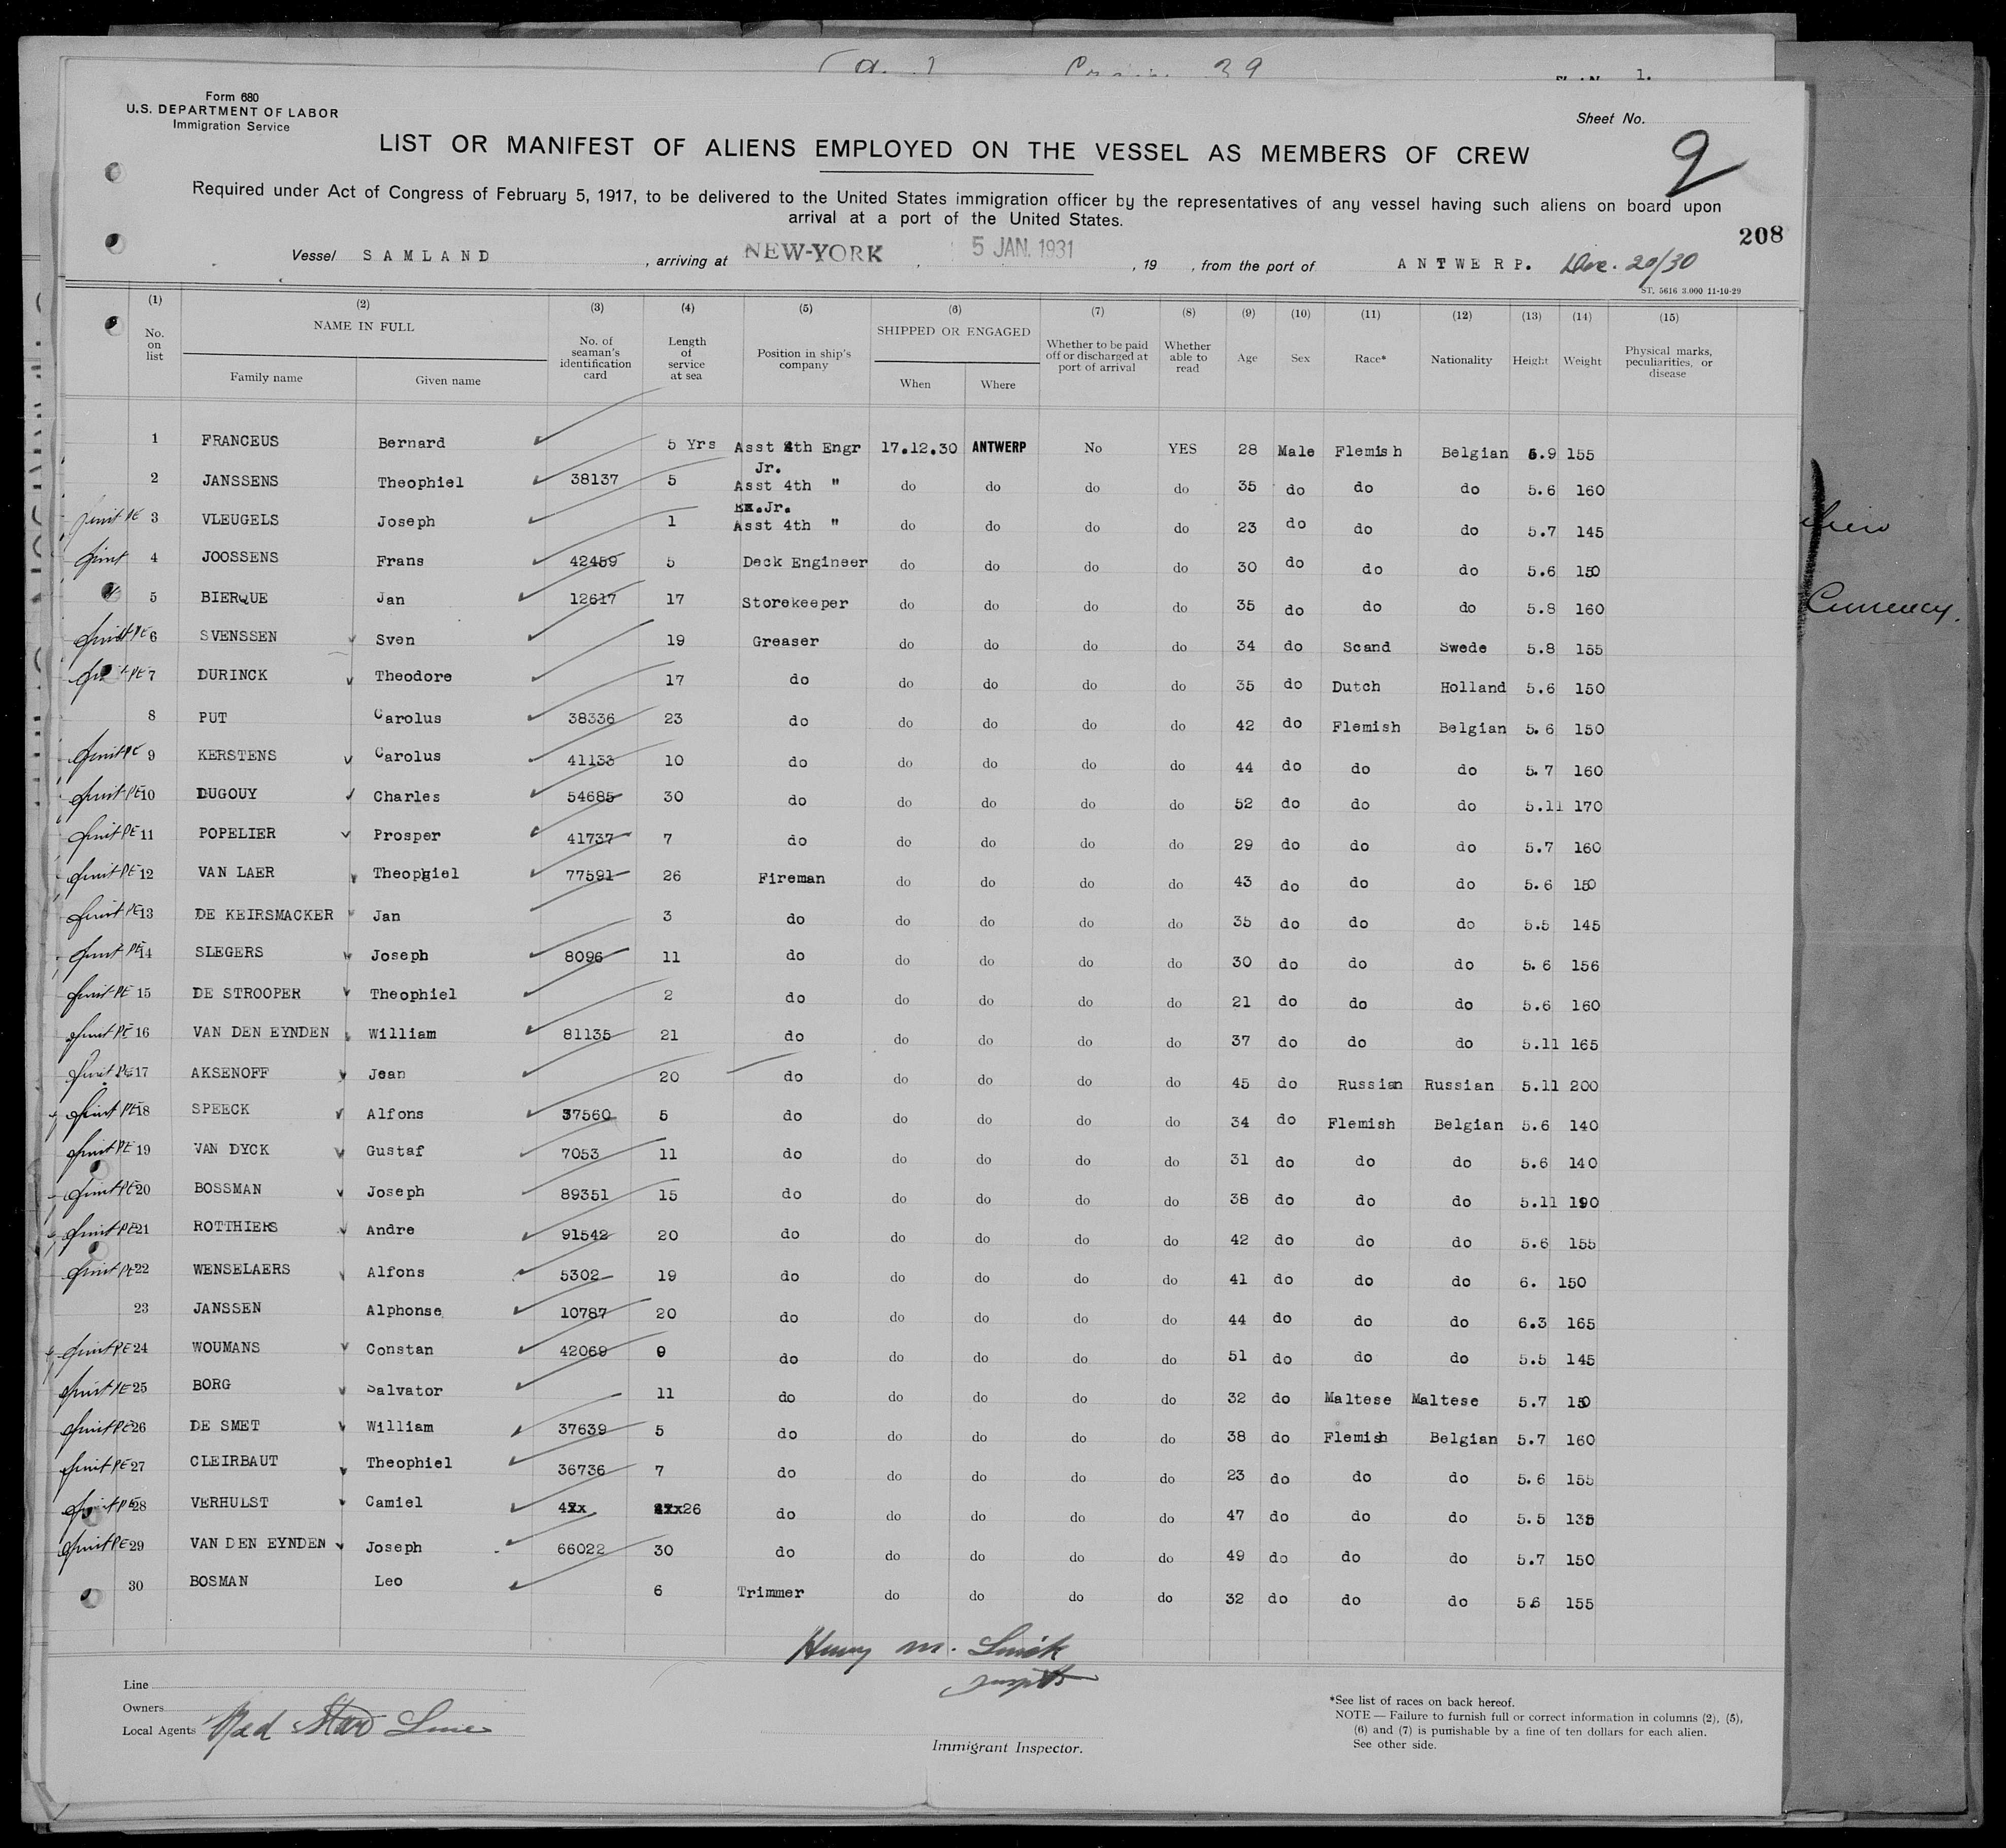 Form 680
U.S. DEPARTMENT OF LABOR
Immigration Service
Sheet No. 2
LIST OR MANIFEST OF ALIENS EMPLOYED ON THE VESSEL AS MEMBERS OF CREW
Required under Act of Congress of February 5, 1917, to be delivered to the United States immigration officer by the representatives of any vessel having such aliens on board upon
arrival at a port of the United States.
208
Vessel SAMLAND , arriving at NEW-YORK 5 JAN. 1931 , 19 , from the port of ANTWERP. Dec. 20/30
ST. 5616 3.000 11-10-29
(1) (2) (3) (4) (5) (6) (7) (8) (9) (10) (11) (12) (13) (14) (15)
No. on list NAME IN FULL Family name Given name No. of seaman's identification card Length of service at sea Position in ship's company SHIPPED OR ENGAGED When Where Whether to be paid off or discharged at port of arrival Whether able to read Age Sex Race* Nationality Height Weight Physical marks, peculiarities, or disease
1 FRANCEUS Bernard 5 Yrs Asst 4th Engr 17.12.30 ANTWERP No YES 28 Male Flemish Belgian 5.9 155
2 JANSSENS Theophiel 38137 5 Jr. Asst 4th " do do do do 35 do do do 5.6 160
3 VLEUGELS Joseph 1 Ex.Jr. Asst 4th " do do do do 23 do do do 5.7 145
4 JOOSSENS Frans 42459 5 Deck Engineer do do do do 30 do do do 5.6 150
5 BIERQUE Jan 12617 17 Storekeeper do do do do 35 do do do 5.8 160
6 SVENSSEN Sven 19 Greaser do do do do 34 do Scand Swede 5.8 155
7 DURINCK Theodore 17 do do do do do 35 do Dutch Holland 5.6 150
8 PUT Carolus 38336 23 do do do do do 42 do Flemish Belgian 5.6 150
9 KERSTENS Carolus 41133 10 do do do do do 44 do do do 5.7 160
10 DUGOUY Charles 54685 30 do do do do do 52 do do do 5.11 170
11 POPELIER Prosper 41737 7 do do do do do 29 do do do 5.7 160
12 VAN LAER Theopgiel 77591 26 Fireman do do do do 43 do do do 5.6 150
13 DE KEIRSMACKER Jan 3 do do do do do 35 do do do 5.5 145
14 SLEGERS Joseph 8096 11 do do do do do 30 do do do 5.6 156
15 DE STROOPER Theophiel 2 do do do do do 21 do do do 5.6 160
16 VAN DEN EYNDEN William 81135 21 do do do do do 37 do do do 5.11 165
17 AKSENOFF Jean 20 do do do do do 45 do Russian Russian 5.11 200
18 SPEECK Alfons 37560 5 do do do do do 34 do Flemish Belgian 5.6 140
19 VAN DYCK Gustaf 7053 11 do do do do do 31 do do do 5.6 140
20 BOSSMAN Joseph 89351 15 do do do do do 38 do do do 5.11 190
21 ROTTHIERS Andre 91542 20 do do do do do 42 do do do 5.6 155
22 WENSELAERS Alfons 5302 19 do do do do do 41 do do do 6. 150
23 JANSSEN Alphonse 10787 20 do do do do do 44 do do do 6.3 165
24 WOUMANS Constan 42069 9 do do do do do 51 do do do 5.5 145
25 BORG Salvator 11 do do do do do 32 do Maltese Maltese 5.7 150
26 DE SMET William 37639 5 do do do do do 38 do Flemish Belgian 5.7 160
27 CLEIRBAUT Theophiel 36736 7 do do do do do 23 do do do 5.6 155
28 VERHULST Camiel 26 do do do do do 47 do do do 5.5 135
29 VAN DEN EYNDEN Joseph 66022 30 do do do do do 49 do do do 5.7 150
30 BOSMAN Leo 6 Trimmer do do do do 32 do do do 5.6 155
Henry M.
Line
Owners
Local Agents Red Star Line
Immigrant Inspector.
*See list of races on back hereof.
NOTE — Failure to furnish full or correct information in columns (2), (5),
(6) and (7) is punishable by a fine of ten dollars for each alien.
See other side.